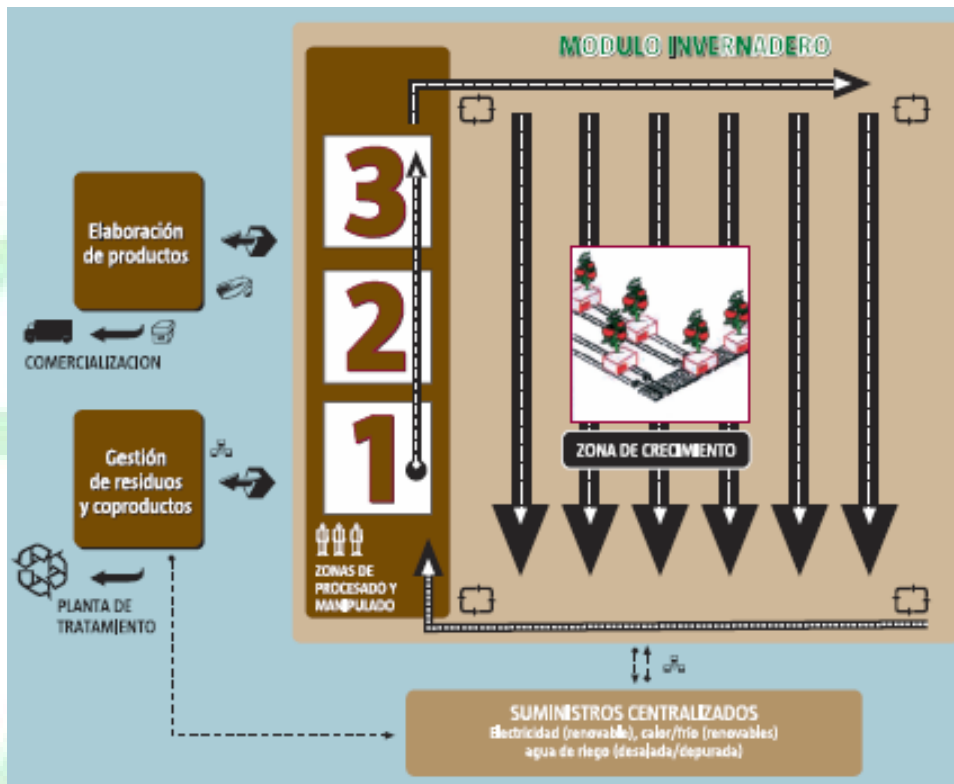 MODULO INVERNADERO
3
2
1
Elaboración
de productos
COMERCIALIZACION
Gestión
de residuos
y coproductos
PLANTA DE
TRATAMIENTO
ZONAS DE
PROCESADO Y
MANIPULADO
ZONA DE CRECIMIENTO
SUMINISTROS CENTRALIZADOS
Electricidad (renovable), calor/frío (renovables)
agua de riego (desalada/depurada)